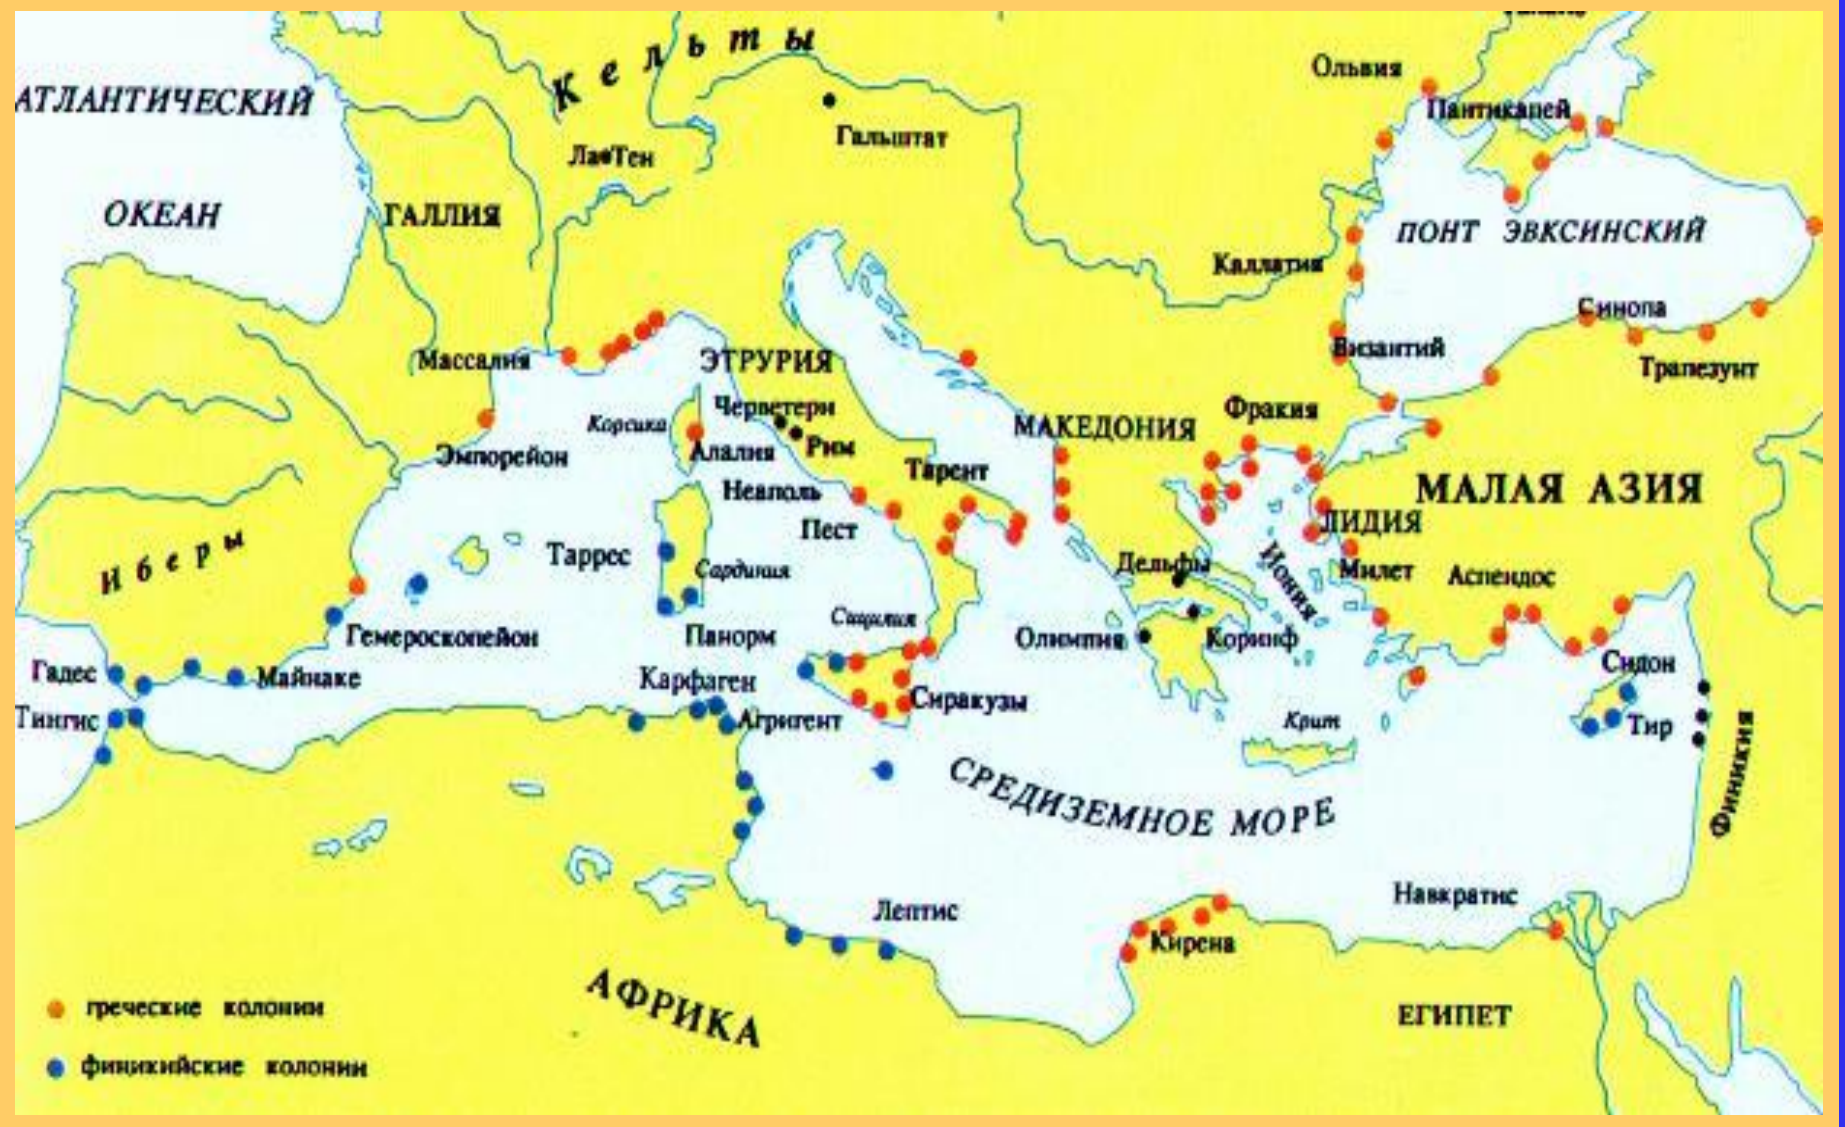 Кельты
Ольвия
АТЛАНТИЧЕСКИЙ
Пантикапей
Гальштат
Ла Тен
ОКЕАН
ГАЛЛИЯ
ПОНТ ЭВКСИНСКИЙ
Каллатия
Синопа
Массалия
ЭТРУРИЯ
Византий
Трапезунт
Черветери
Корсика
МАКЕДОНИЯ
Фракия
Эмпорейон
Алалия
Рим
Тарент
Неаполь
МАЛАЯ АЗИЯ
Пест
ЛИДИЯ
Иберы
Таррес
Сардиния
Дельфы
Иония
Милет
Аспендос
Сицилия
Гемероскопейон
Панорм
Олимпия
Коринф
Гадес
Майнаке
Карфаген
Сидон
Тингис
Агригент
Сиракузы
Крит
Тир
Финикия
СРЕДИЗЕМНОЕ МОРЕ
Навкратис
Лептис
Кирена
АФРИКА
ЕГИПЕТ
греческие колонии
финикийские колонии